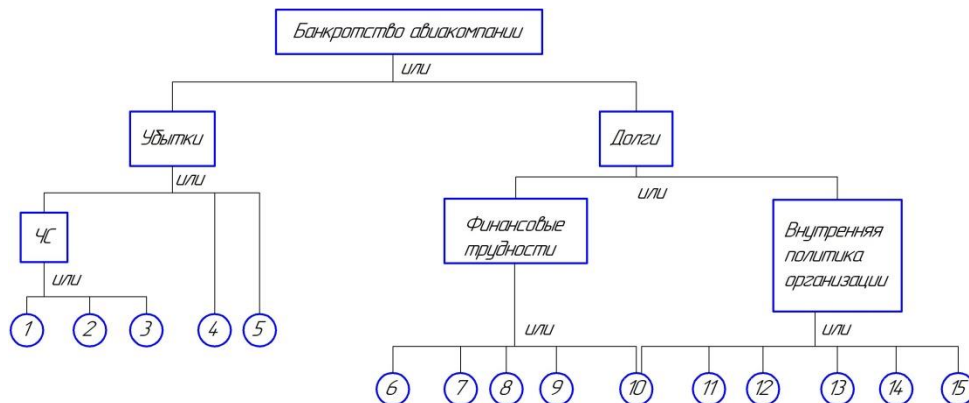 Банкротство авиакомпании
или
Убытки
Долги
или
или
ЧС
Финансовые
трудности
Внутренняя
политика
организации
или
1 2 3 4 5
или
или
6 7 8 9 10 11 12 13 14 15